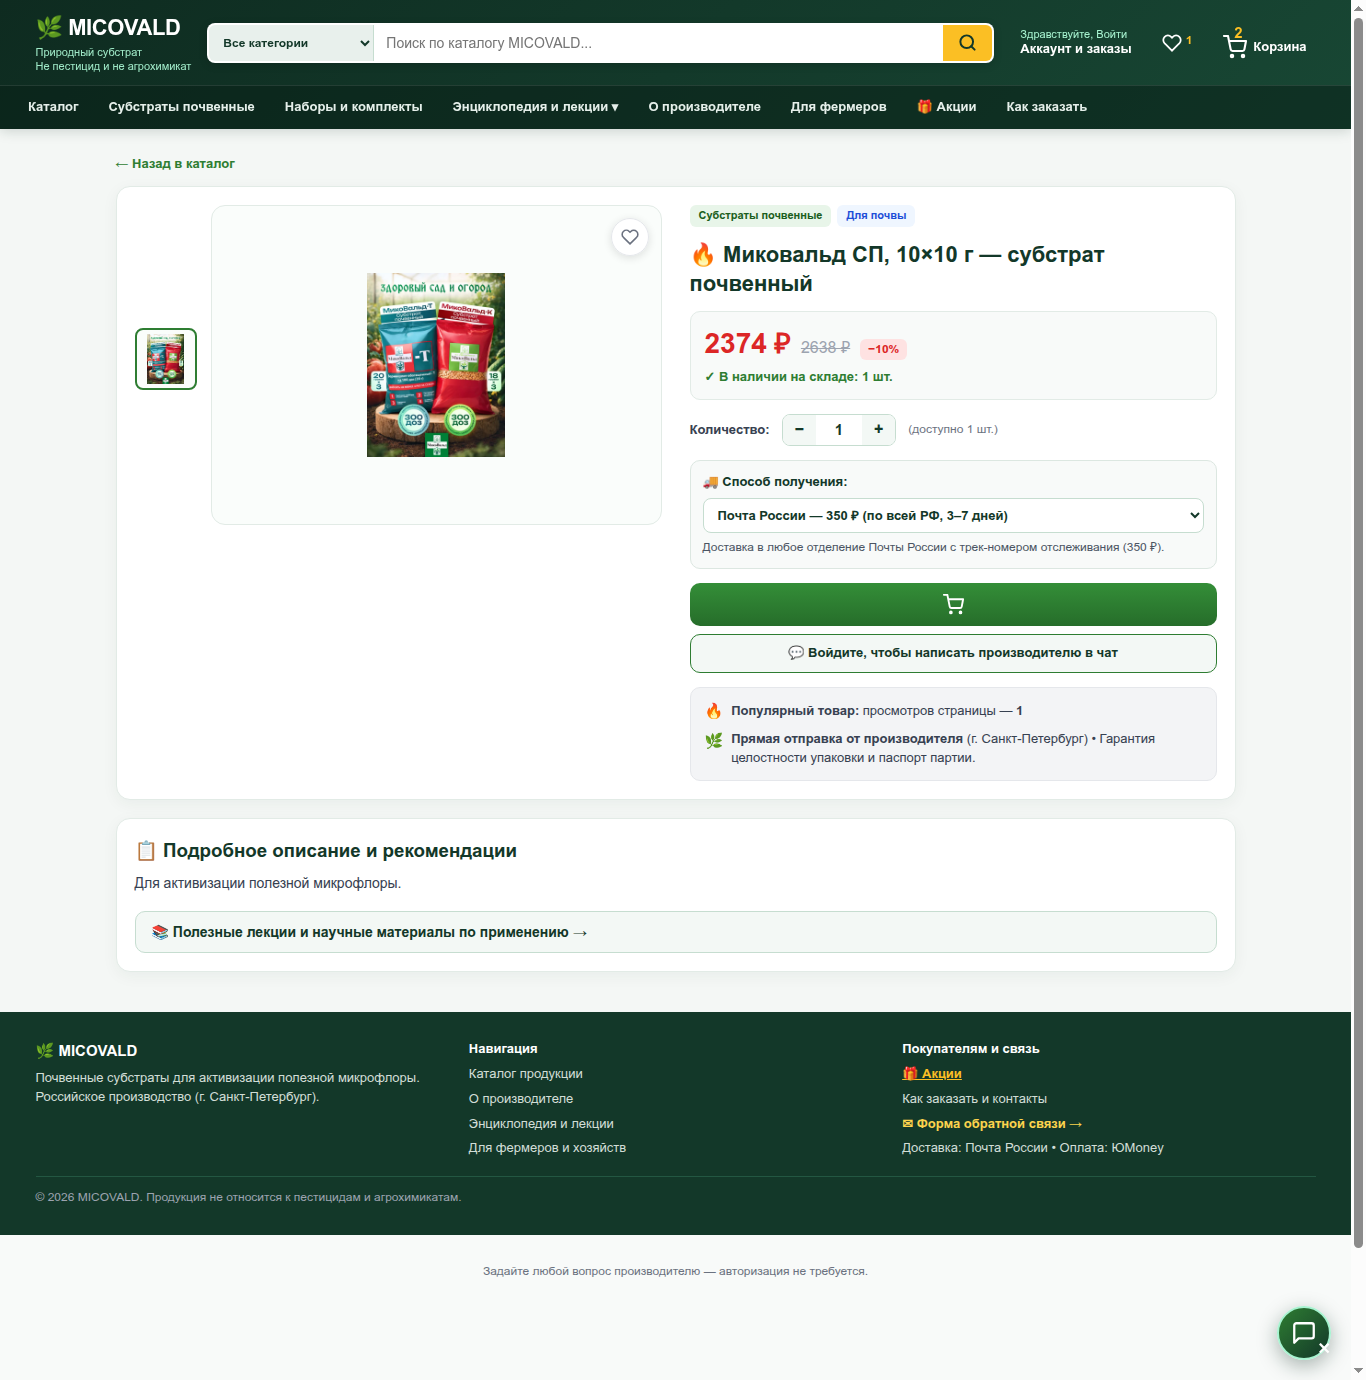 🌿 MICOVALD
Природный субстрат
Не пестицид и не агрохимикат
Все категории
Поиск по каталогу MICOVALD...
Здравствуйте, Войти
Аккаунт и заказы
1
2
Корзина
Каталог
Субстраты почвенные
Наборы и комплекты
Энциклопедия и лекции ▾
О производителе
Для фермеров
🎁 Акции
Как заказать
← Назад в каталог
ЗДОРОВЫЙ САД И ОГОРОД
МикоВальд-Т
МикоВальд-К
-Т
300
ДОЗ
300
ДОЗ
Субстраты почвенные
Для почвы
🔥 Миковальд СП, 10×10 г — субстрат
почвенный
2374 ₽ 2638 ₽ −10%
✓ В наличии на складе: 1 шт.
Количество: − 1 + (доступно 1 шт.)
🚚 Способ получения:
Почта России — 350 ₽ (по всей РФ, 3–7 дней)
Доставка в любое отделение Почты России с трек-номером отслеживания (350 ₽).
💬 Войдите, чтобы написать производителю в чат
🔥 Популярный товар: просмотров страницы — 1
🌿 Прямая отправка от производителя (г. Санкт-Петербург) • Гарантия
целостности упаковки и паспорт партии.
📋 Подробное описание и рекомендации
Для активизации полезной микрофлоры.
📚 Полезные лекции и научные материалы по применению →
🌿 MICOVALD
Почвенные субстраты для активизации полезной микрофлоры.
Российское производство (г. Санкт-Петербург).
Навигация
Каталог продукции
О производителе
Энциклопедия и лекции
Для фермеров и хозяйств
Покупателям и связь
🎁 Акции
Как заказать и контакты
✉ Форма обратной связи →
Доставка: Почта России • Оплата: ЮMoney
© 2026 MICOVALD. Продукция не относится к пестицидам и агрохимикатам.
Задайте любой вопрос производителю — авторизация не требуется.